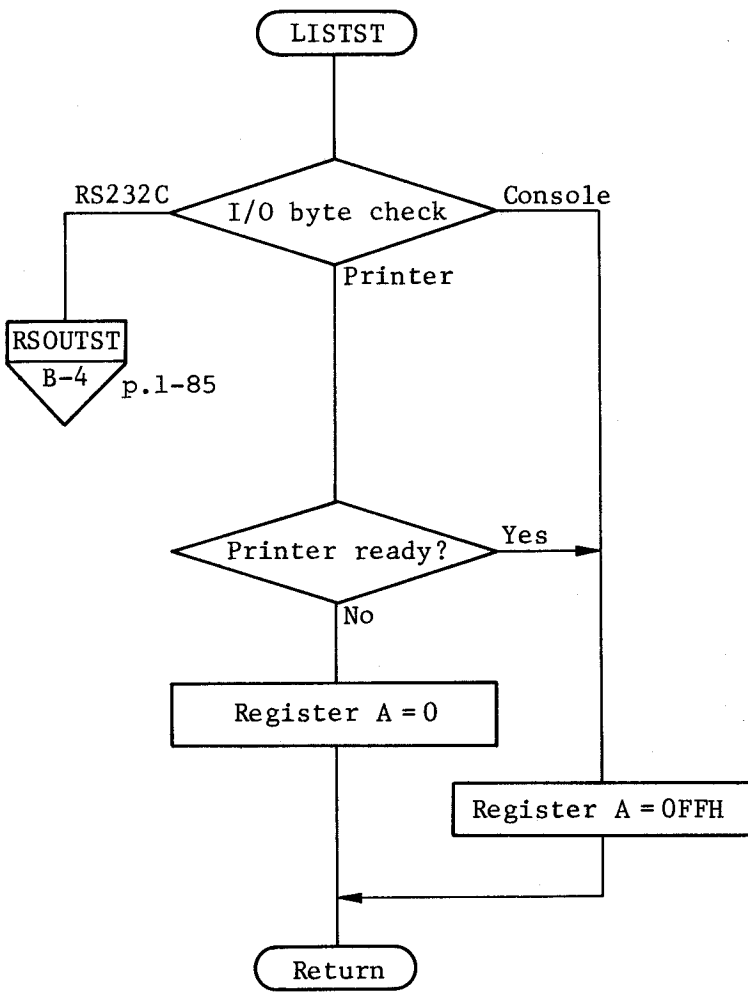 LISTST
RS232C
I/O byte check
Console
Printer
RSOUTST
B-4
p.1-85
Printer ready?
Yes
No
Register A = 0
Register A = 0FFH
Return